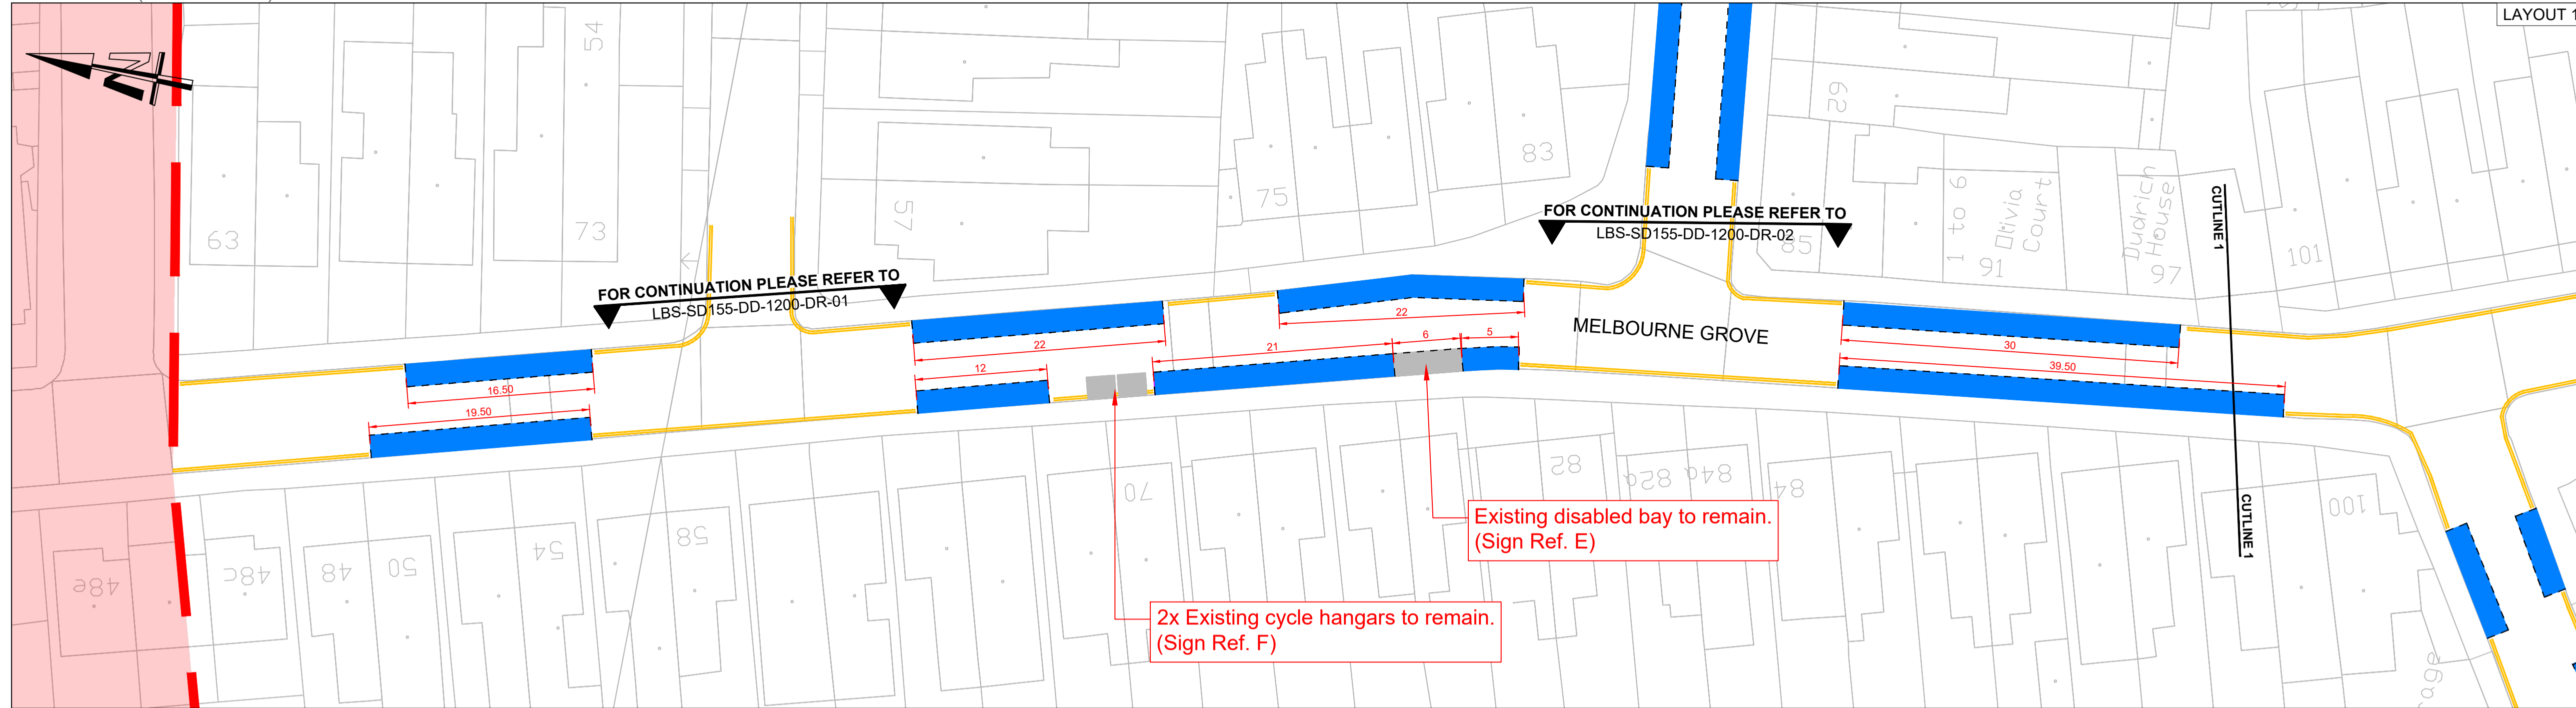 LAYOUT 1
N
54
63
73
57
75
83
29
85
1 to 6
Olivia
Court
91
Dudrich
House
97
101
CUTLINE 1
FOR CONTINUATION PLEASE REFER TO
LBS-SD155-DD-1200-DR-01
FOR CONTINUATION PLEASE REFER TO
LBS-SD155-DD-1200-DR-02
MELBOURNE GROVE
16.50
19.50
22
12
22
21
6
5
30
39.50
48e
48c
48
50
54
58
70
82
82a
84a
84
100
CUTLINE 1
Existing disabled bay to remain.
(Sign Ref. E)
2x Existing cycle hangars to remain.
(Sign Ref. F)